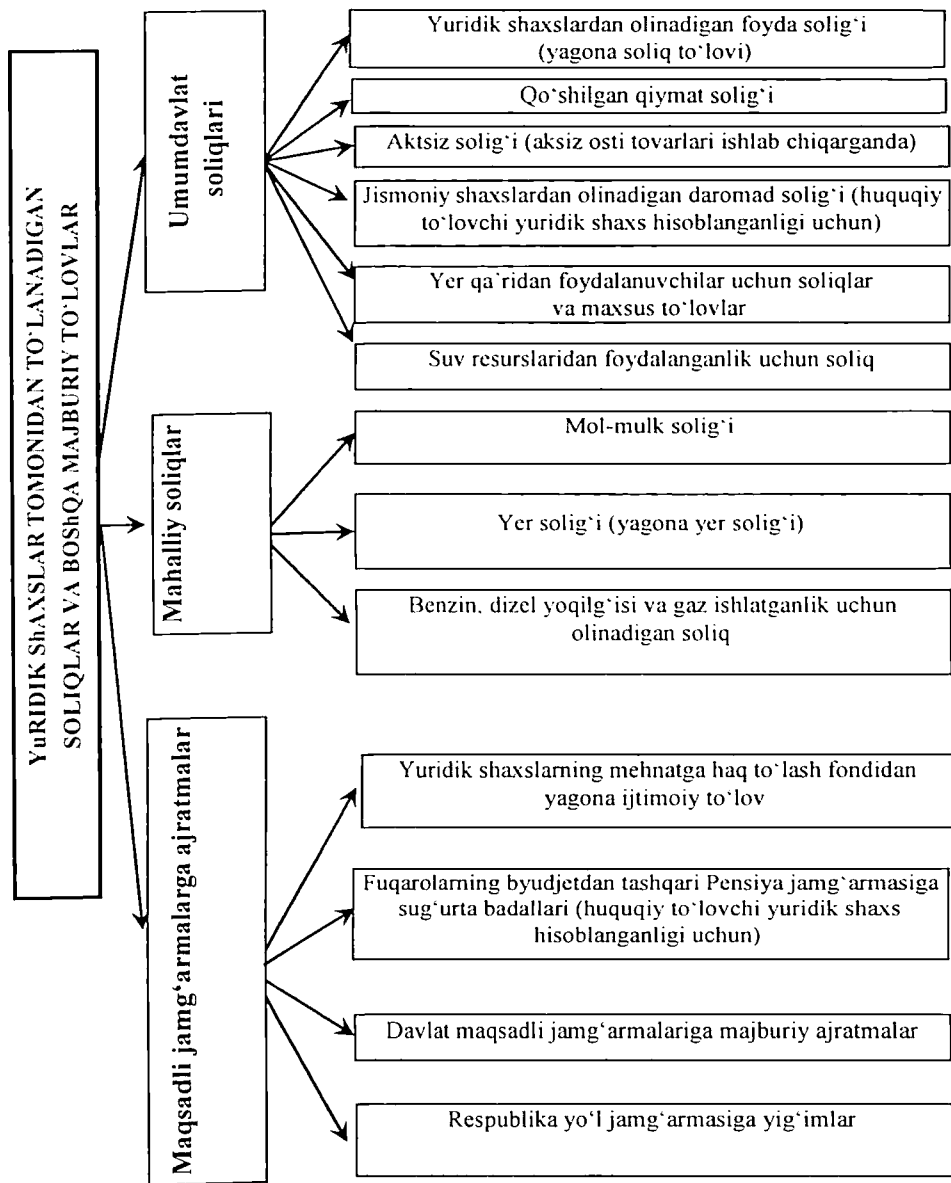 YuRIDIK ShAXSLAR TOMONIDAN TO`LANADIGAN
SOLIQLAR VA BOShQA MAJBURIY TO`LOVLAR
Umumdavlat
soliqlari
Yuridik shaxslardan olinadigan foyda solig‘i
(yagona soliq to`lovi)
Qo‘shilgan qiymat solig‘i
Aktsiz solig‘i (aksiz osti tovarlari ishlab chiqarganda)
Jismoniy shaxslardan olinadigan daromad solig‘i (huquqiy
to`lovchi yuridik shaxs hisoblanganligi uchun)
Yer qa`ridan foydalanuvchilar uchun soliqlar
va maxsus to`lovlar
Suv resurslaridan foydalanganlik uchun soliq
Mahalliy soliqlar
Mol-mulk solig‘i
Yer solig‘i (yagona yer solig‘i)
Benzin, dizel yoqilg‘isi va gaz ishlatganlik uchun
olinadigan soliq
Maqsadli jamg‘armalarga ajratmalar
Yuridik shaxslarning mehnatga haq to`lash fondidan
yagona ijtimoiy to`lov
Fuqarolarning byudjetdan tashqari Pensiya jamg‘armasiga
sug‘urta badallari (huquqiy to`lovchi yuridik shaxs
hisoblanganligi uchun)
Davlat maqsadli jamg‘armalariga majburiy ajratmalar
Respublika yo‘l jamg‘armasiga yig‘imlar